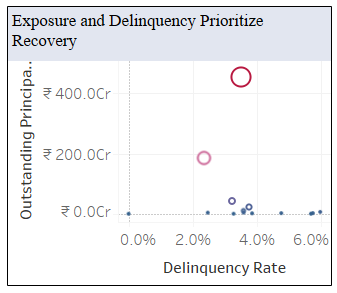 Exposure and Delinquency Prioritize
Recovery
Outstanding Principa..
₹ 400.0Cr
₹ 200.0Cr
₹ 0.0Cr
0.0% 2.0% 4.0% 6.0%
Delinquency Rate